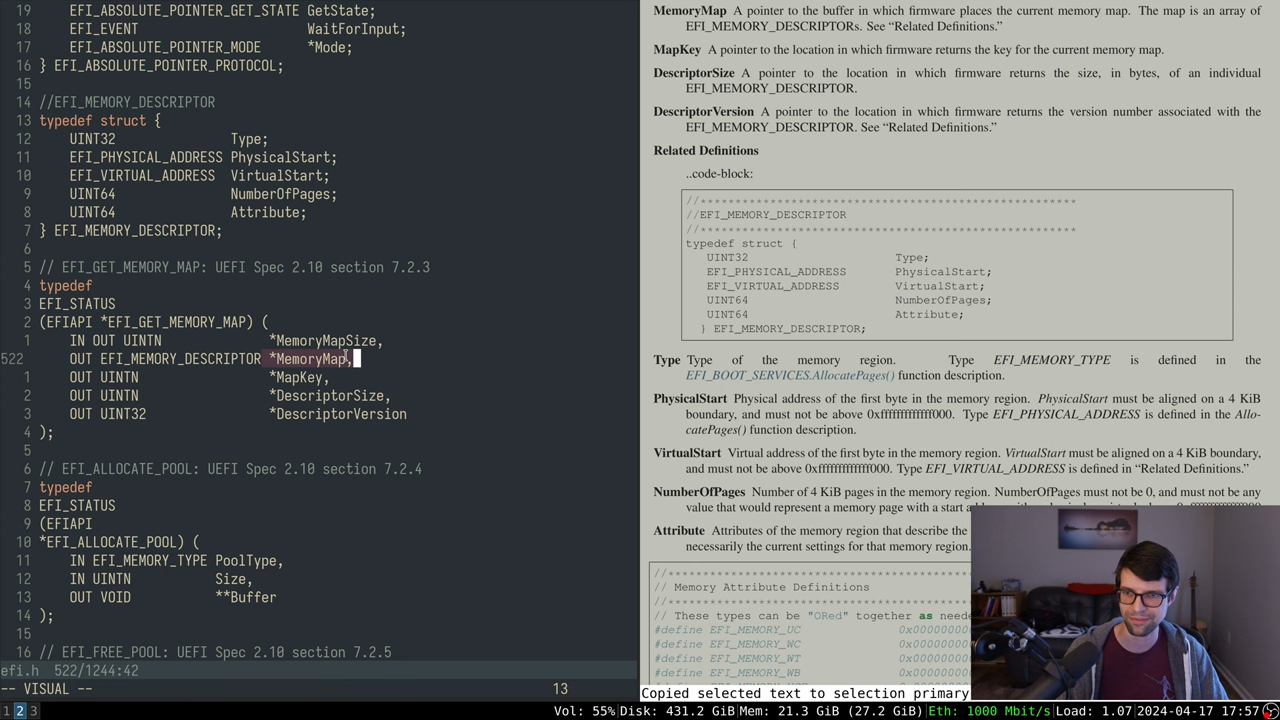 19     EFI_ABSOLUTE_POINTER_GET_STATE GetState;
18     EFI_EVENT                      WaitForInput;
17     EFI_ABSOLUTE_POINTER_MODE      *Mode;
16 } EFI_ABSOLUTE_POINTER_PROTOCOL;
15
14 //EFI_MEMORY_DESCRIPTOR
13 typedef struct {
12     UINT32               Type;
11     EFI_PHYSICAL_ADDRESS PhysicalStart;
10     EFI_VIRTUAL_ADDRESS  VirtualStart;
9     UINT64               NumberOfPages;
8     UINT64               Attribute;
7 } EFI_MEMORY_DESCRIPTOR;
6
5 // EFI_GET_MEMORY_MAP: UEFI Spec 2.10 section 7.2.3
4 typedef
3 EFI_STATUS
2 (EFIAPI *EFI_GET_MEMORY_MAP) (
1     IN OUT UINTN              *MemoryMapSize,
522     OUT EFI_MEMORY_DESCRIPTOR *MemoryMap,
1     OUT UINTN                 *MapKey,
2     OUT UINTN                 *DescriptorSize,
3     OUT UINT32                *DescriptorVersion
4 );
5
6 // EFI_ALLOCATE_POOL: UEFI Spec 2.10 section 7.2.4
7 typedef
8 EFI_STATUS
9 (EFIAPI
10 *EFI_ALLOCATE_POOL) (
11     IN EFI_MEMORY_TYPE PoolType,
12     IN UINTN           Size,
13     OUT VOID           **Buffer
14 );
15
16 // EFI_FREE_POOL: UEFI Spec 2.10 section 7.2.5
efi.h 522/1244:42
-- VISUAL -- 13
MemoryMap A pointer to the buffer in which firmware places the current memory map. The map is an array of
EFI_MEMORY_DESCRIPTORs. See “Related Definitions.”
MapKey A pointer to the location in which firmware returns the key for the current memory map.
DescriptorSize A pointer to the location in which firmware returns the size, in bytes, of an individual
EFI_MEMORY_DESCRIPTOR.
DescriptorVersion A pointer to the location in which firmware returns the version number associated with the
EFI_MEMORY_DESCRIPTOR. See “Related Definitions.”
Related Definitions
..code-block:
//*****************************************************
//EFI_MEMORY_DESCRIPTOR
//*****************************************************
typedef struct {
UINT32 Type;
EFI_PHYSICAL_ADDRESS PhysicalStart;
EFI_VIRTUAL_ADDRESS VirtualStart;
UINT64 NumberOfPages;
UINT64 Attribute;
} EFI_MEMORY_DESCRIPTOR;
Type Type of the memory region. Type EFI_MEMORY_TYPE is defined in the
EFI_BOOT_SERVICES.AllocatePages() function description.
PhysicalStart Physical address of the first byte in the memory region. PhysicalStart must be aligned on a 4 KiB
boundary, and must not be above 0xfffffffffffff000. Type EFI_PHYSICAL_ADDRESS is defined in the Allo-
catePages() function description.
VirtualStart Virtual address of the first byte in the memory region. VirtualStart must be aligned on a 4 KiB boundary,
and must not be above 0xfffffffffffff000. Type EFI_VIRTUAL_ADDRESS is defined in “Related Definitions.”
NumberOfPages Number of 4 KiB pages in the memory region. NumberOfPages must not be 0, and must not be any
value that would represent a memory page with a start
Attribute Attributes of the memory region that describe the
necessarily the current settings for that memory region.
//*****************************************
// Memory Attribute Definitions
//*****************************************
// These types can be "ORed" together as neede
#define EFI_MEMORY_UC 0x000000000
#define EFI_MEMORY_WC 0x000000000
#define EFI_MEMORY_WT 0x000000000
#define EFI_MEMORY_WB 0x000000000
Copied selected text to selection primary
1 2 3 Vol: 55%|Disk: 431.2 GiB|Mem: 21.3 GiB (27.2 GiB)|Eth: 1000 Mbit/s|Load: 1.07|2024-04-17 17:57